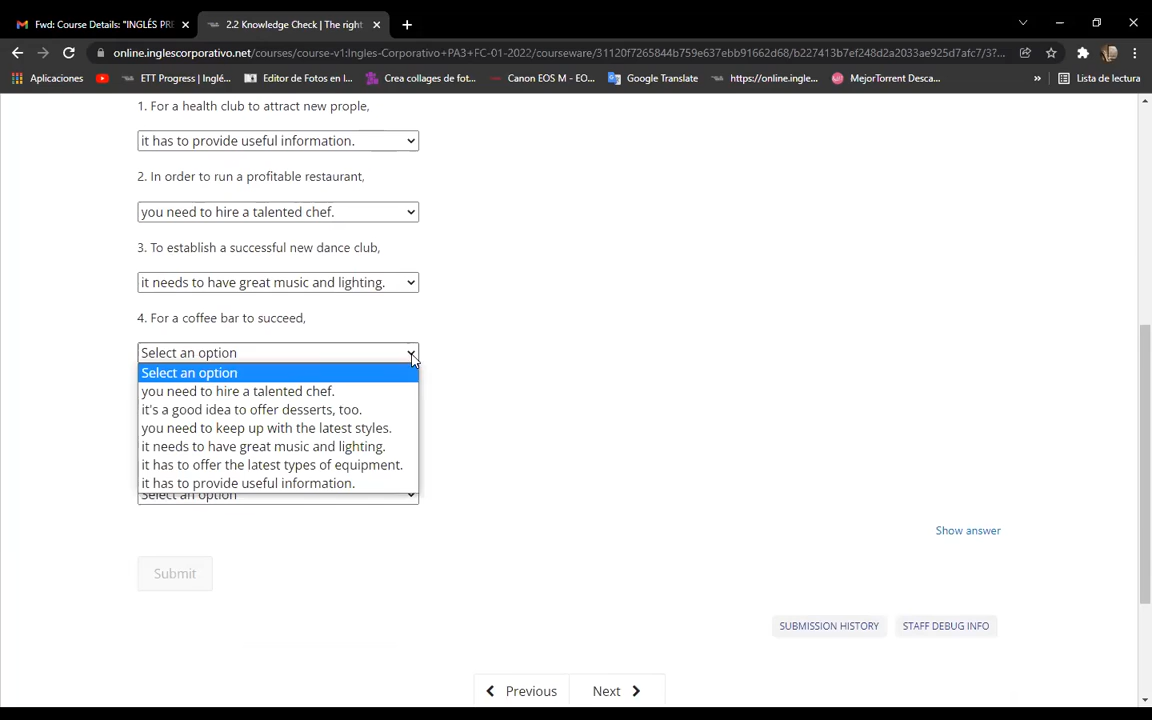 Fwd: Course Details: "INGLÉS PRE
2.2 Knowledge Check | The right
online.inglescorporativo.net/courses/course-v1:Ingles-Corporativo+PA3+FC-01-2022/courseware/31120f7265844b759e637ebb91662d68/b227413b7ef248d2a2033ae925d7afc7/37...
Aplicaciones
ETT Progress | Inglé...
Editor de Fotos en l...
Crea collages de fot...
Canon EOS M - EO...
Google Translate
https://online.ingle...
MejorTorrent Desca...
»
Lista de lectura
1. For a health club to attract new prople,
it has to provide useful information.
2. In order to run a profitable restaurant,
you need to hire a talented chef.
3. To establish a successful new dance club,
it needs to have great music and lighting.
4. For a coffee bar to succeed,
Select an option
Select an option
you need to hire a talented chef.
it's a good idea to offer desserts, too.
you need to keep up with the latest styles.
it needs to have great music and lighting.
it has to offer the latest types of equipment.
it has to provide useful information.
Select an option
Show answer
Submit
SUBMISSION HISTORY
STAFF DEBUG INFO
Previous
Next